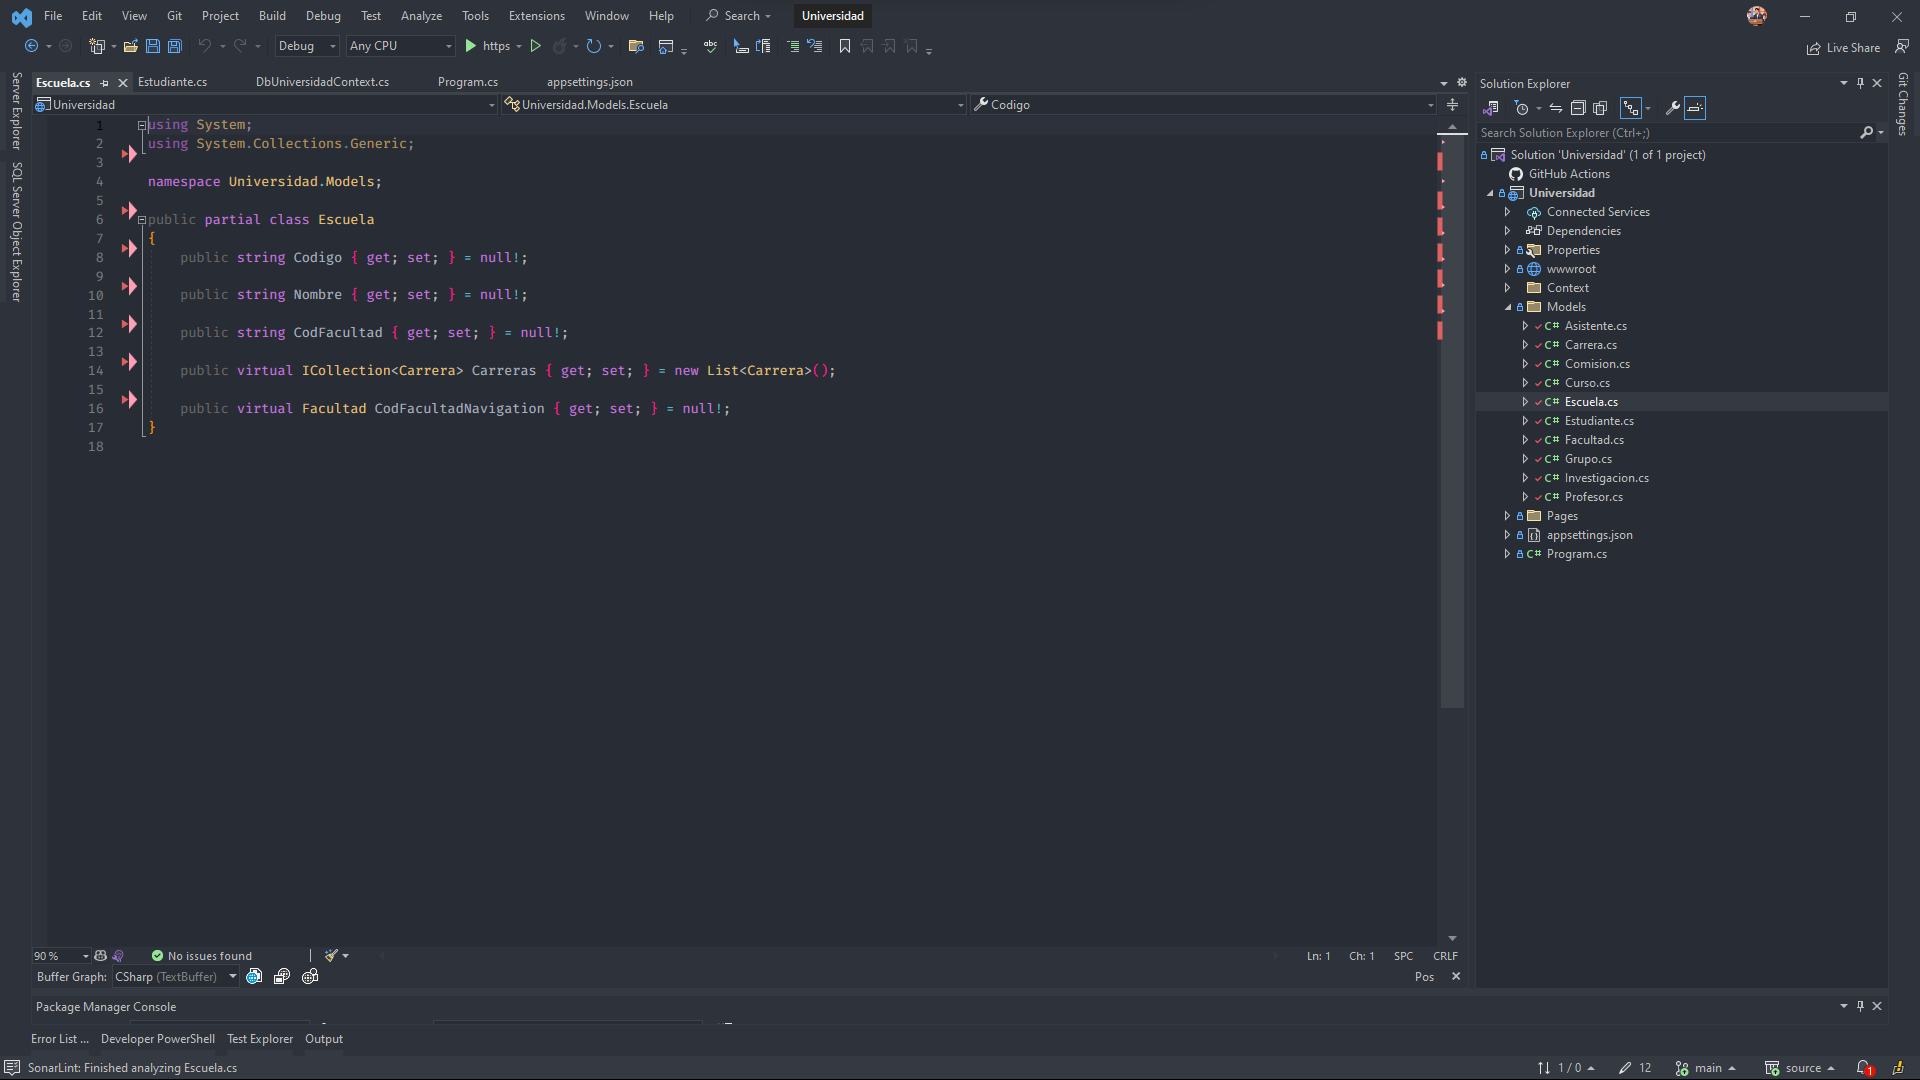 File Edit View Git Project Build Debug Test Analyze Tools Extensions Window Help Search Universidad
Debug Any CPU https Live Share
Escuela.cs Estudiante.cs DbUniversidadContext.cs Program.cs appsettings.json
Universidad Universidad.Models.Escuela Codigo
1 using System;
2 using System.Collections.Generic;
3
4 namespace Universidad.Models;
5
6 public partial class Escuela
7 {
8 public string Codigo { get; set; } = null!;
9
10 public string Nombre { get; set; } = null!;
11
12 public string CodFacultad { get; set; } = null!;
13
14 public virtual ICollection<Carrera> Carreras { get; set; } = new List<Carrera>();
15
16 public virtual Facultad CodFacultadNavigation { get; set; } = null!;
17 }
18
Server Explorer
SQL Server Object Explorer
Solution Explorer
Search Solution Explorer (Ctrl+;)
Solution 'Universidad' (1 of 1 project)
GitHub Actions
Universidad
Connected Services
Dependencies
Properties
wwwroot
Context
Models
C# Asistente.cs
C# Carrera.cs
C# Comision.cs
C# Curso.cs
C# Escuela.cs
C# Estudiante.cs
C# Facultad.cs
C# Grupo.cs
C# Investigacion.cs
C# Profesor.cs
Pages
appsettings.json
C# Program.cs
Git Changes
90 % No issues found Ln: 1 Ch: 1 SPC CRLF
Buffer Graph: CSharp (TextBuffer) Pos
Package Manager Console
Error List ... Developer PowerShell Test Explorer Output
SonarLint: Finished analyzing Escuela.cs 1 / 0 12 main source 1